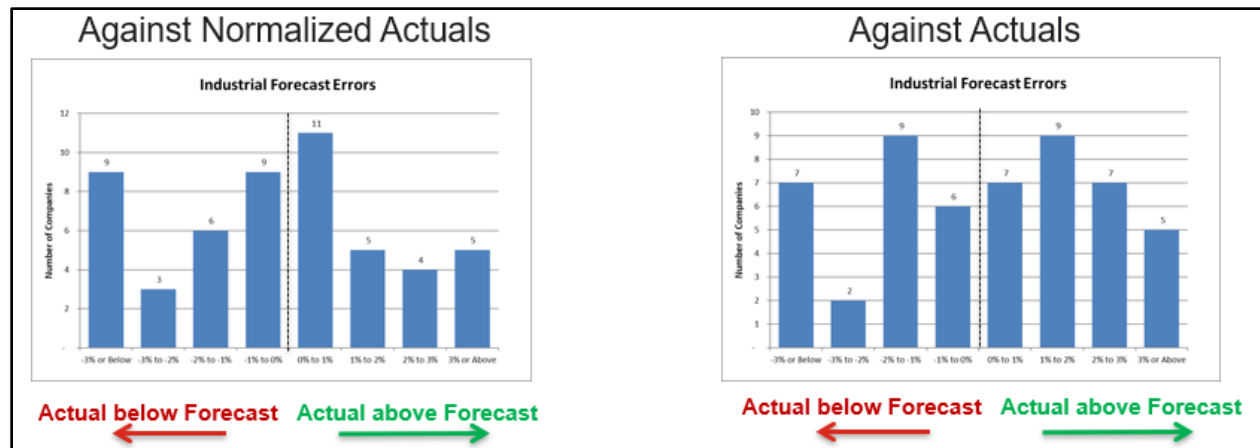 Against Normalized Actuals
Industrial Forecast Errors
Number of Companies
12
10
8
6
4
2
-
9
3
6
9
11
5
4
5
-3% or Below
-3% to -2%
-2% to -1%
-1% to 0%
0% to 1%
1% to 2%
2% to 3%
3% or Above
Actual below Forecast
Actual above Forecast
Against Actuals
Industrial Forecast Errors
Number of Companies
10
9
8
7
6
5
4
3
2
1
-
7
2
9
6
7
9
7
5
-3% or Below
-3% to -2%
-2% to -1%
-1% to 0%
0% to 1%
1% to 2%
2% to 3%
3% or Above
Actual below Forecast
Actual above Forecast